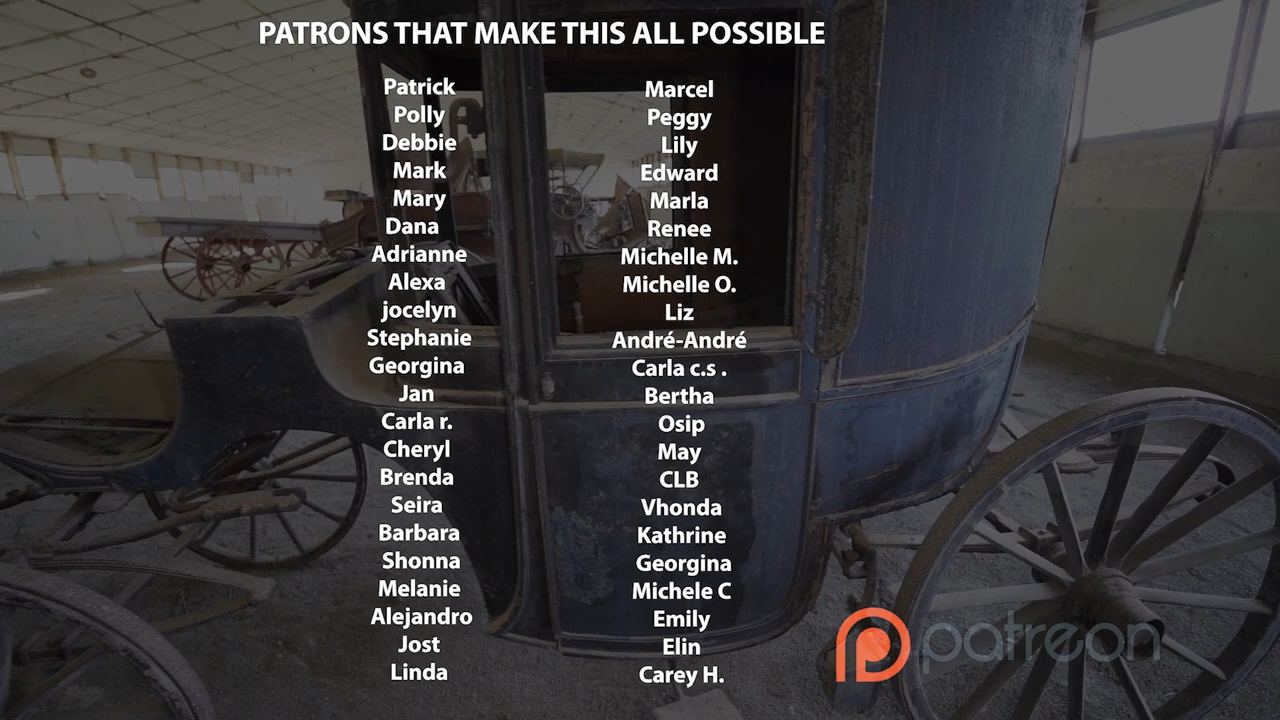 PATRONS THAT MAKE THIS ALL POSSIBLE
Patrick
Polly
Debbie
Mark
Mary
Dana
Adrianne
Alexa
jocelyn
Stephanie
Georgina
Jan
Carla r.
Cheryl
Brenda
Seira
Barbara
Shonna
Melanie
Alejandro
Jost
Linda
Marcel
Peggy
Lily
Edward
Marla
Renee
Michelle M.
Michelle O.
Liz
André-André
Carla c.s .
Bertha
Osip
May
CLB
Vhonda
Kathrine
Georgina
Michele C
Emily
Elin
Carey H.
patreon